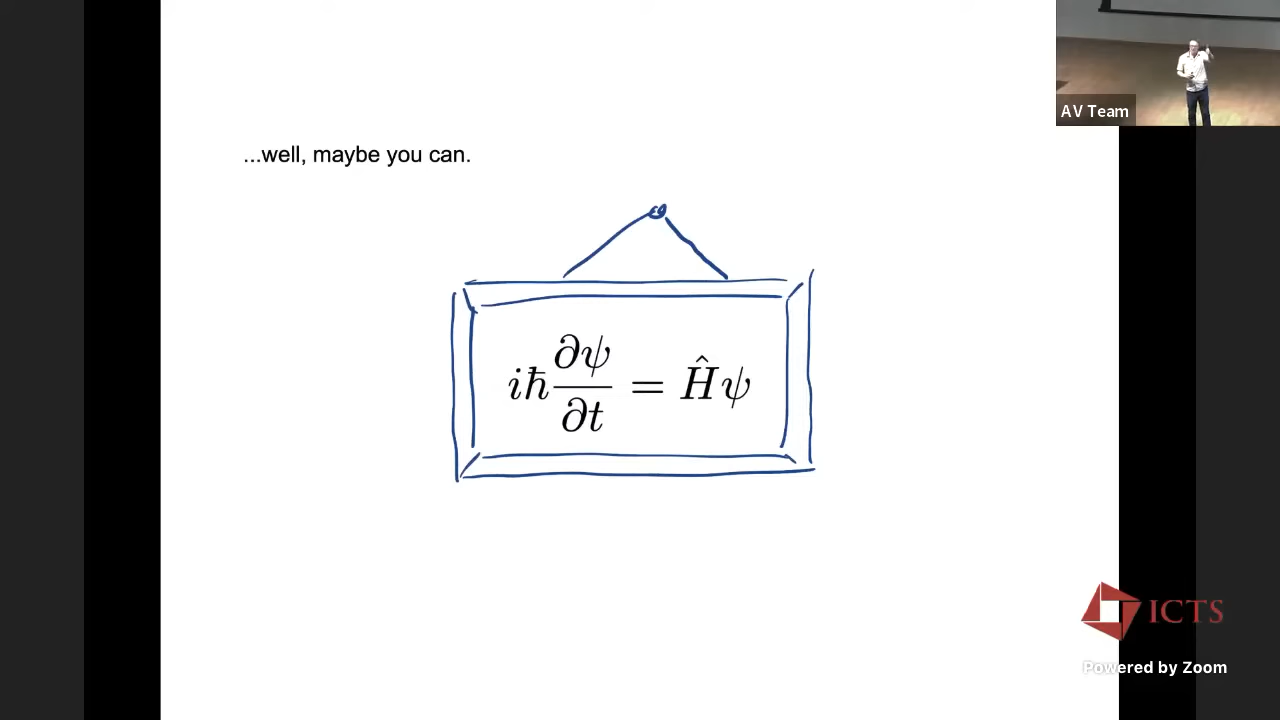 ...well, maybe you can.
iħ ∂ψ/∂t = Ĥψ
AV Team
ICTS
Powered by Zoom